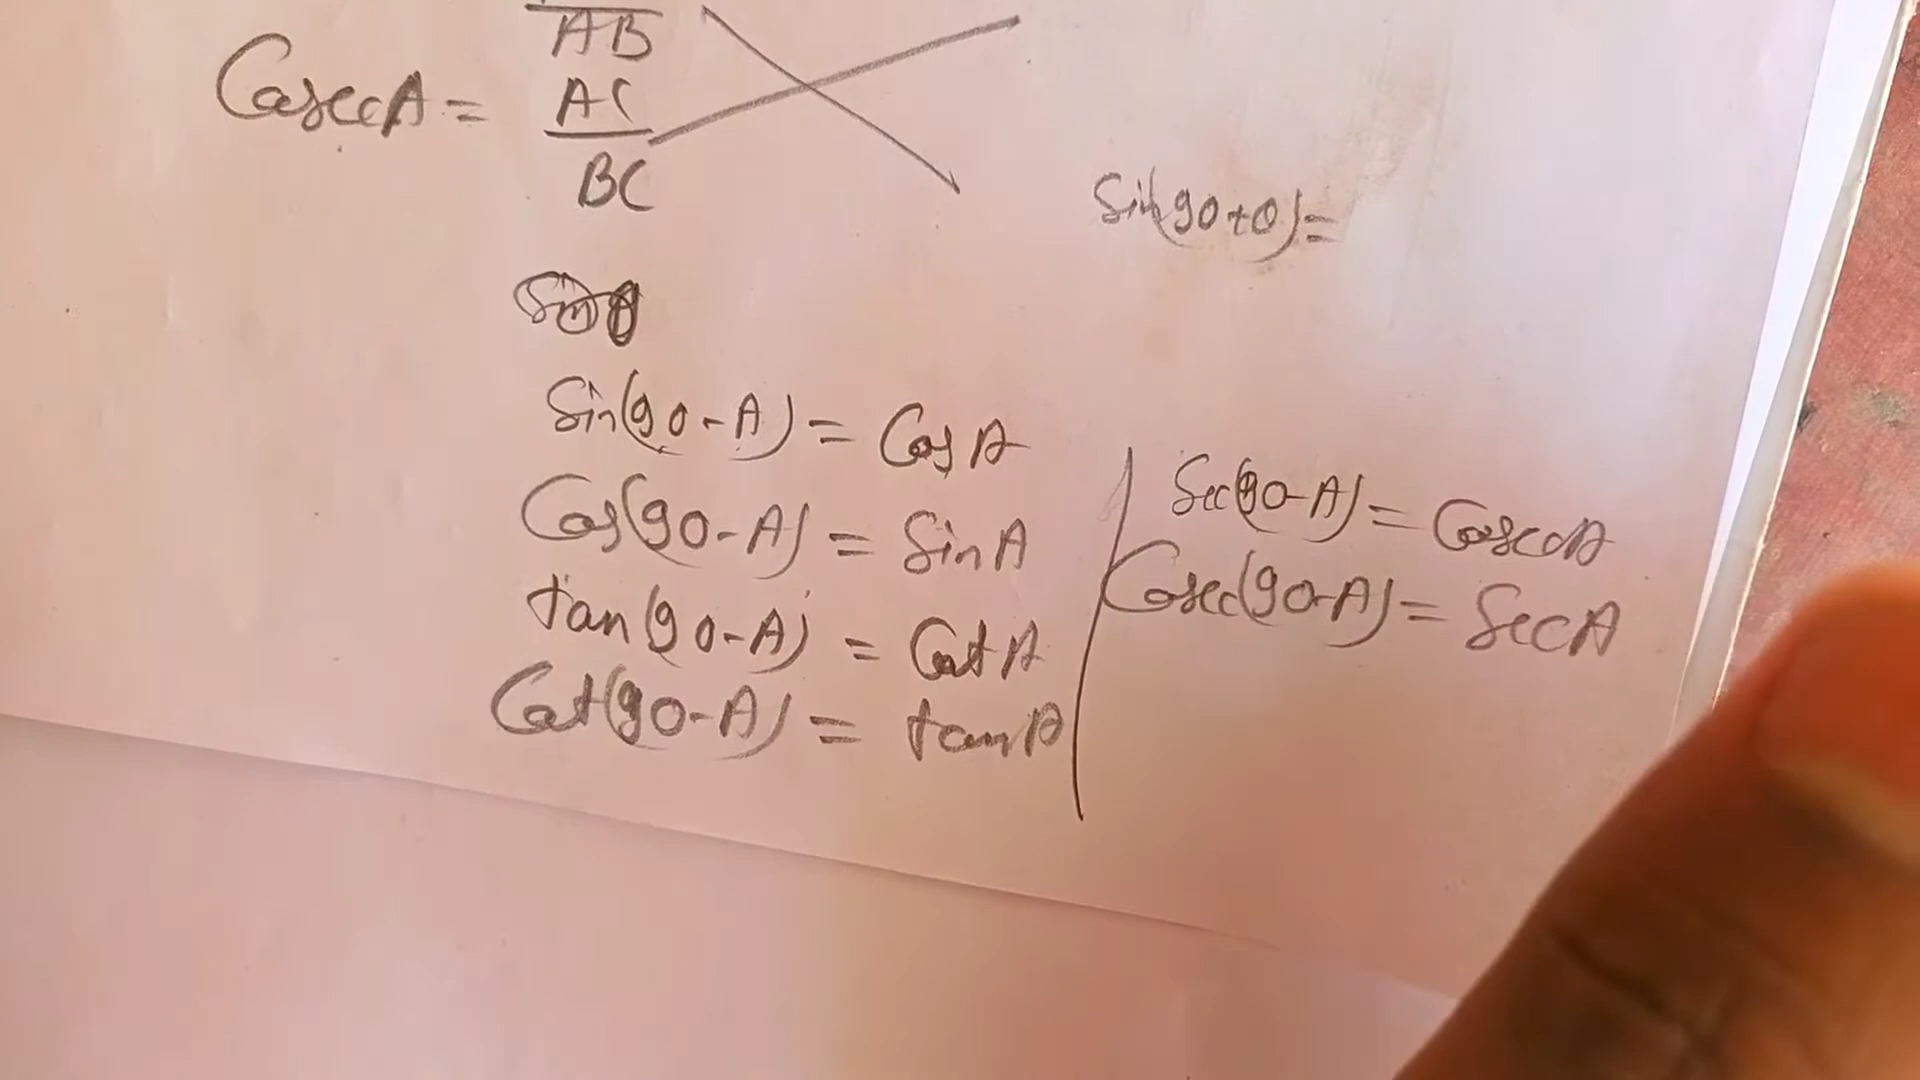 AB
CosecA = AC
BC
Sin(90+θ)=
Sin(90-A) = CosA
Cos(90-A) = SinA
tan(90-A) = CotA
Cot(90-A) = tanA
Sec(90-A) = CosecA
Cosec(90-A) = SecA